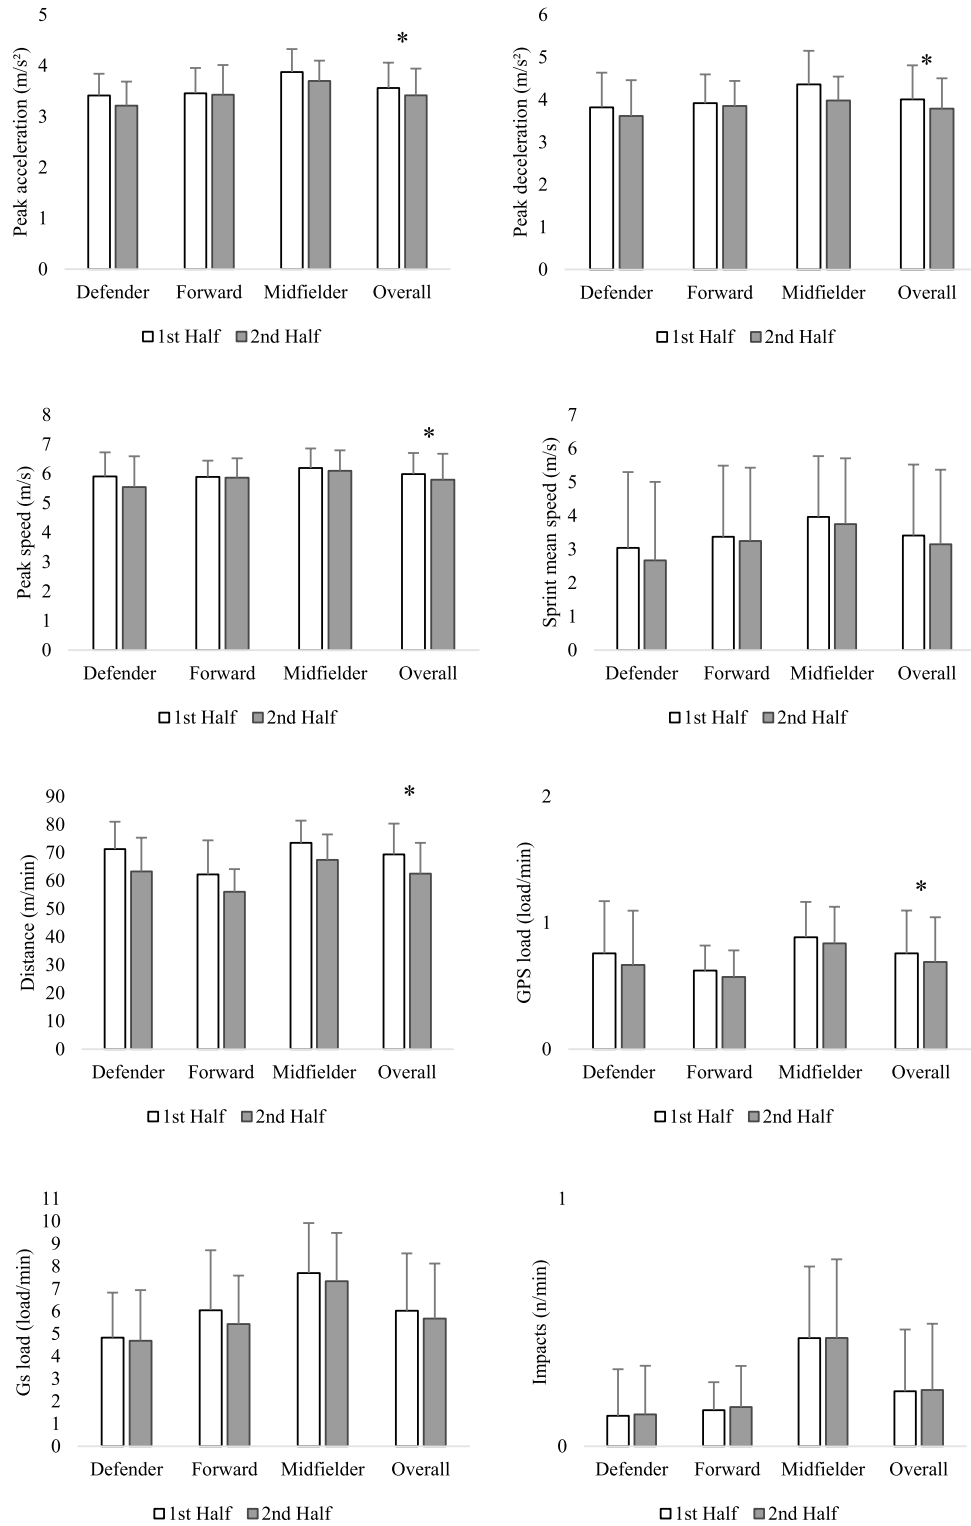 Peak acceleration (m/s²)
5
4
3
2
1
0
*
Defender Forward Midfielder Overall
1st Half 2nd Half
Peak deceleration (m/s²)
6
5
4
3
2
1
0
*
Defender Forward Midfielder Overall
1st Half 2nd Half
Peak speed (m/s)
8
7
6
5
4
3
2
1
0
*
Defender Forward Midfielder Overall
1st Half 2nd Half
Sprint mean speed (m/s)
7
6
5
4
3
2
1
0
Defender Forward Midfielder Overall
1st Half 2nd Half
Distance (m/min)
90
80
70
60
50
40
30
20
10
0
*
Defender Forward Midfielder Overall
1st Half 2nd Half
GPS load (load/min)
2
1
0
*
Defender Forward Midfielder Overall
1st Half 2nd Half
Gs load (load/min)
11
10
9
8
7
6
5
4
3
2
1
0
Defender Forward Midfielder Overall
1st Half 2nd Half
Impacts (n/min)
1
0
Defender Forward Midfielder Overall
1st Half 2nd Half